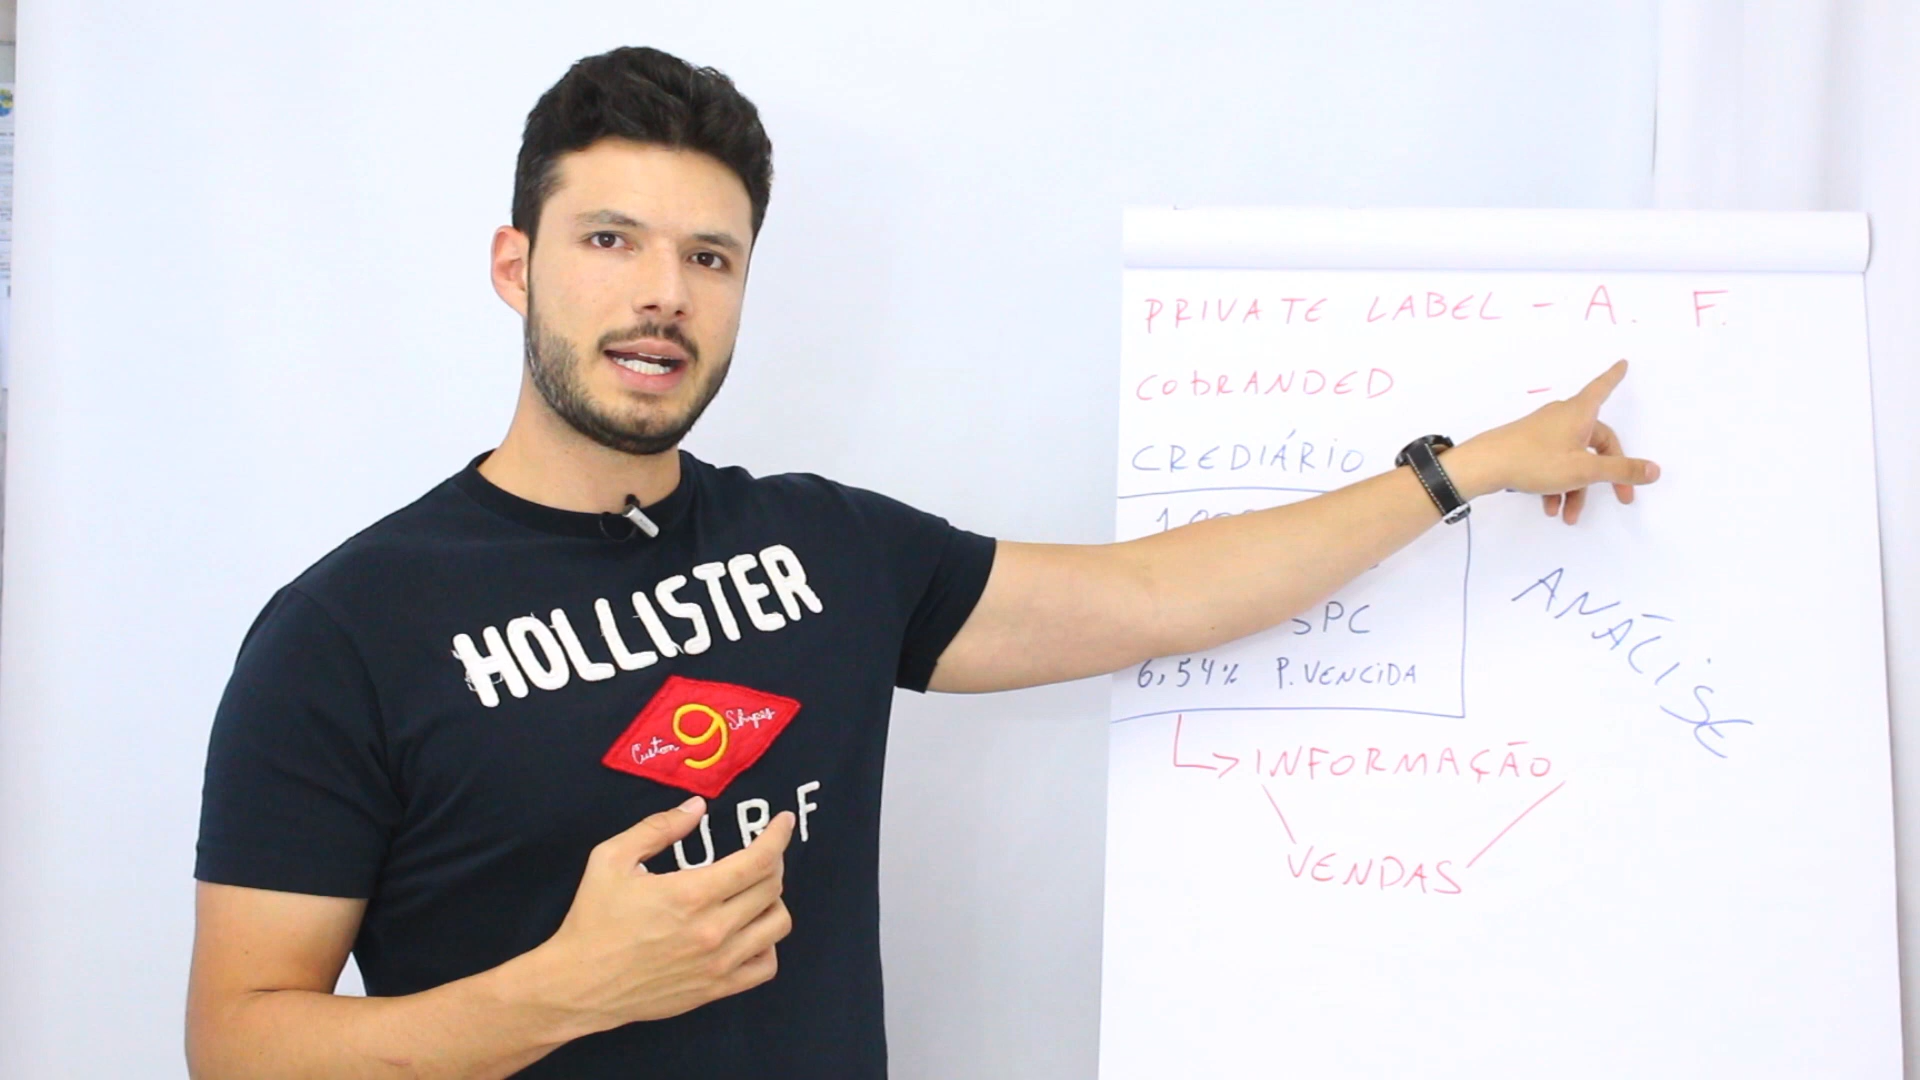 PRIVATE LABEL - A. F.
CObRANDED -
CREDIÁRIO
SPC
6,54% P. VENCIDA
ANÁLISE
INFORMAÇÃO
VENDAS
HOLLISTER
Custom 9 Shapes
URF